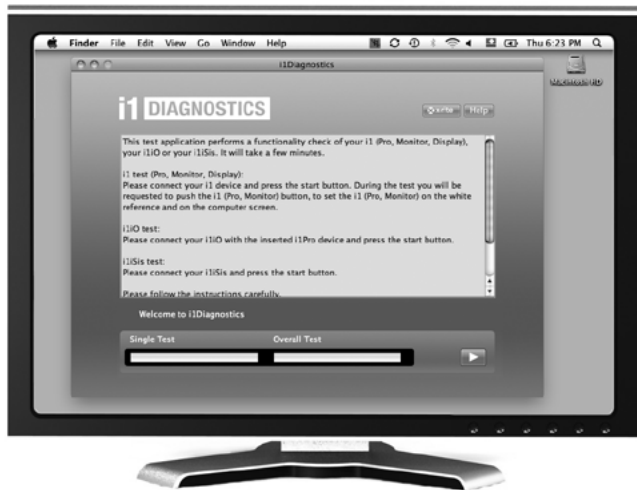 Finder File Edit View Go Window Help Thu 6:23 PM
i1Diagnostics
i1 DIAGNOSTICS
x-rite Help
Macintosh HD
This test application performs a functionality check of your i1 (Pro, Monitor, Display),
your i1iO or your i1iSis. It will take a few minutes.
i1 test (Pro, Monitor, Display):
Please connect your i1 device and press the start button. During the test you will be
requested to push the i1 (Pro, Monitor) button, to set the i1 (Pro, Monitor) on the white
reference and on the computer screen.
i1iO test:
Please connect your i1iO with the inserted i1Pro device and press the start button.
i1iSis test:
Please connect your i1iSis and press the start button.
Please follow the instructions carefully.
Welcome to i1Diagnostics
Single Test Overall Test